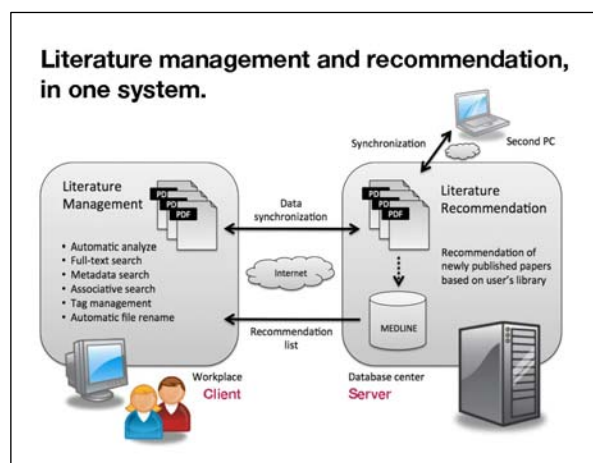 Literature management and recommendation,
in one system.
Synchronization
Second PC
Literature
Management
PDF
PDF
PDF
Data
synchronization
PDF
PDF
PDF
Literature
Recommendation
• Automatic analyze
• Full-text search
• Metadata search
• Associative search
• Tag management
• Automatic file rename
Internet
Recommendation of
newly published papers
based on user's library
MEDLINE
Recommendation
list
Workplace
Client
Database center
Server